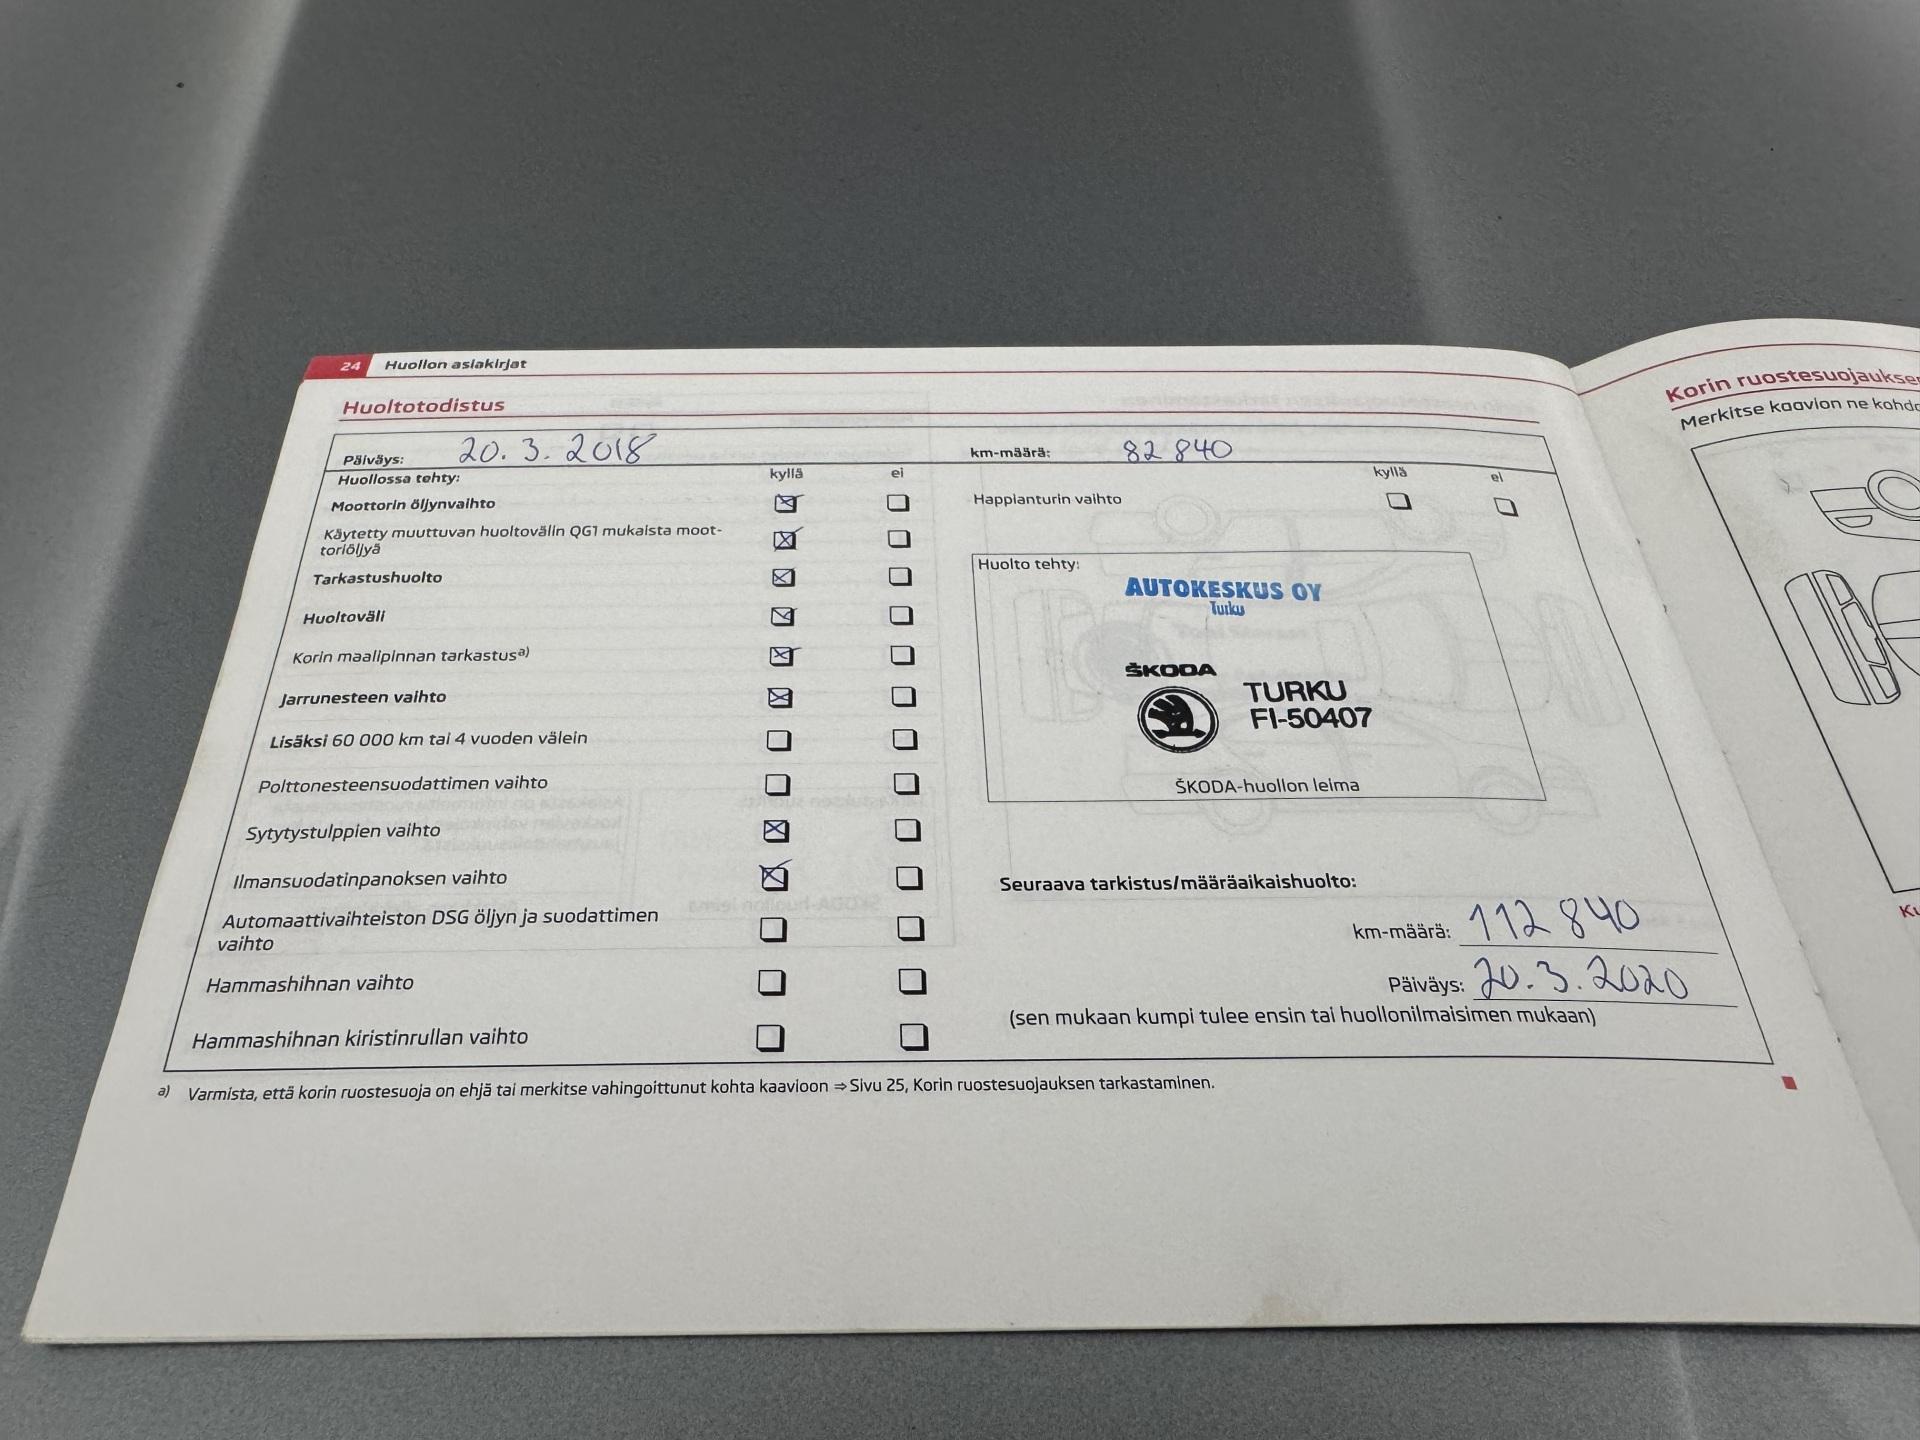 24 Huollon asiakirjat
Huoltotodistus
Päiväys: 20.3.2018 km-määrä: 82 840
Huollossa tehty: kyllä ei kyllä ei
Moottorin öljynvaihto
Happianturin vaihto
Käytetty muuttuvan huoltovälin QG1 mukaista moot-
toriöljyä
Tarkastushuolto
Huoltoväli
Korin maalipinnan tarkastus a)
Jarrunesteen vaihto
Lisäksi 60 000 km tai 4 vuoden välein
Polttonesteensuodattimen vaihto
Sytytystulppien vaihto
Ilmansuodatinpanoksen vaihto
Automaattivaihteiston DSG öljyn ja suodattimen
vaihto
Hammashihnan vaihto
Hammashihnan kiristinrullan vaihto
Huolto tehty:
AUTOKESKUS OY
Turku
ŠKODA
TURKU
FI-50407
ŠKODA-huollon leima
Seuraava tarkistus/määräaikaishuolto:
km-määrä: 112 840
Päiväys: 20.3.2020
(sen mukaan kumpi tulee ensin tai huollonilmaisimen mukaan)
a) Varmista, että korin ruostesuoja on ehjä tai merkitse vahingoittunut kohta kaavioon ⇒ Sivu 25, Korin ruostesuojauksen tarkastaminen.
Korin ruostesuojaukse
Merkitse kaavion ne kohd